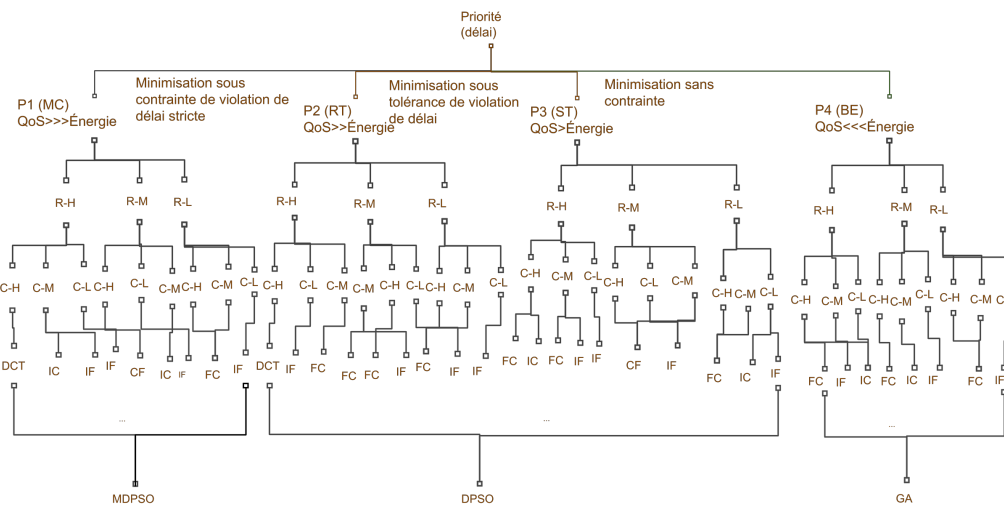 Priorité
(délai)
Minimisation sous
contrainte de violation de
délai stricte
Minimisation sous
tolérance de violation
de délai
Minimisation sans
contrainte
P1 (MC)
QoS>>>Énergie
P2 (RT)
QoS>>Énergie
P3 (ST)
QoS>Énergie
P4 (BE)
QoS<<<Énergie
R-H R-M R-L R-H R-M R-L R-H R-M R-L R-H R-M R-L
C-H C-M C-L C-H C-L C-M C-H C-M C-L C-H C-L C-M C-M C-H C-L C-H C-M C-L C-H C-M C-L C-H C-L C-M C-H C-M C-L C-H C-M C-L C-H C-M C-L C-H C-M C
DCT IC IF IF CF IC IF FC IF DCT IF FC FC FC IF FC IF IF FC IC FC IF IF CF IF FC IC IF FC IF IC FC IC IF FC IF
... ... ...
MDPSO DPSO GA